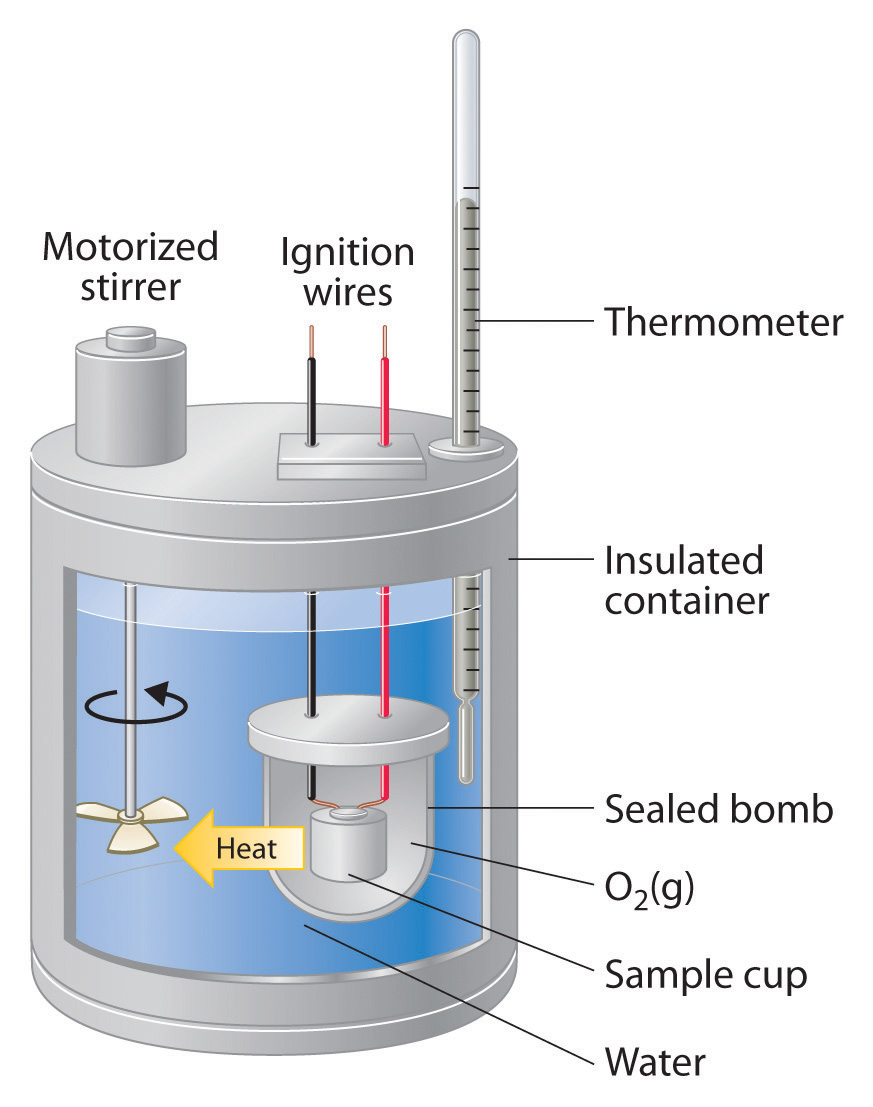 Motorized
stirrer
Ignition
wires
Thermometer
Insulated
container
Sealed bomb
Heat
O₂(g)
Sample cup
Water